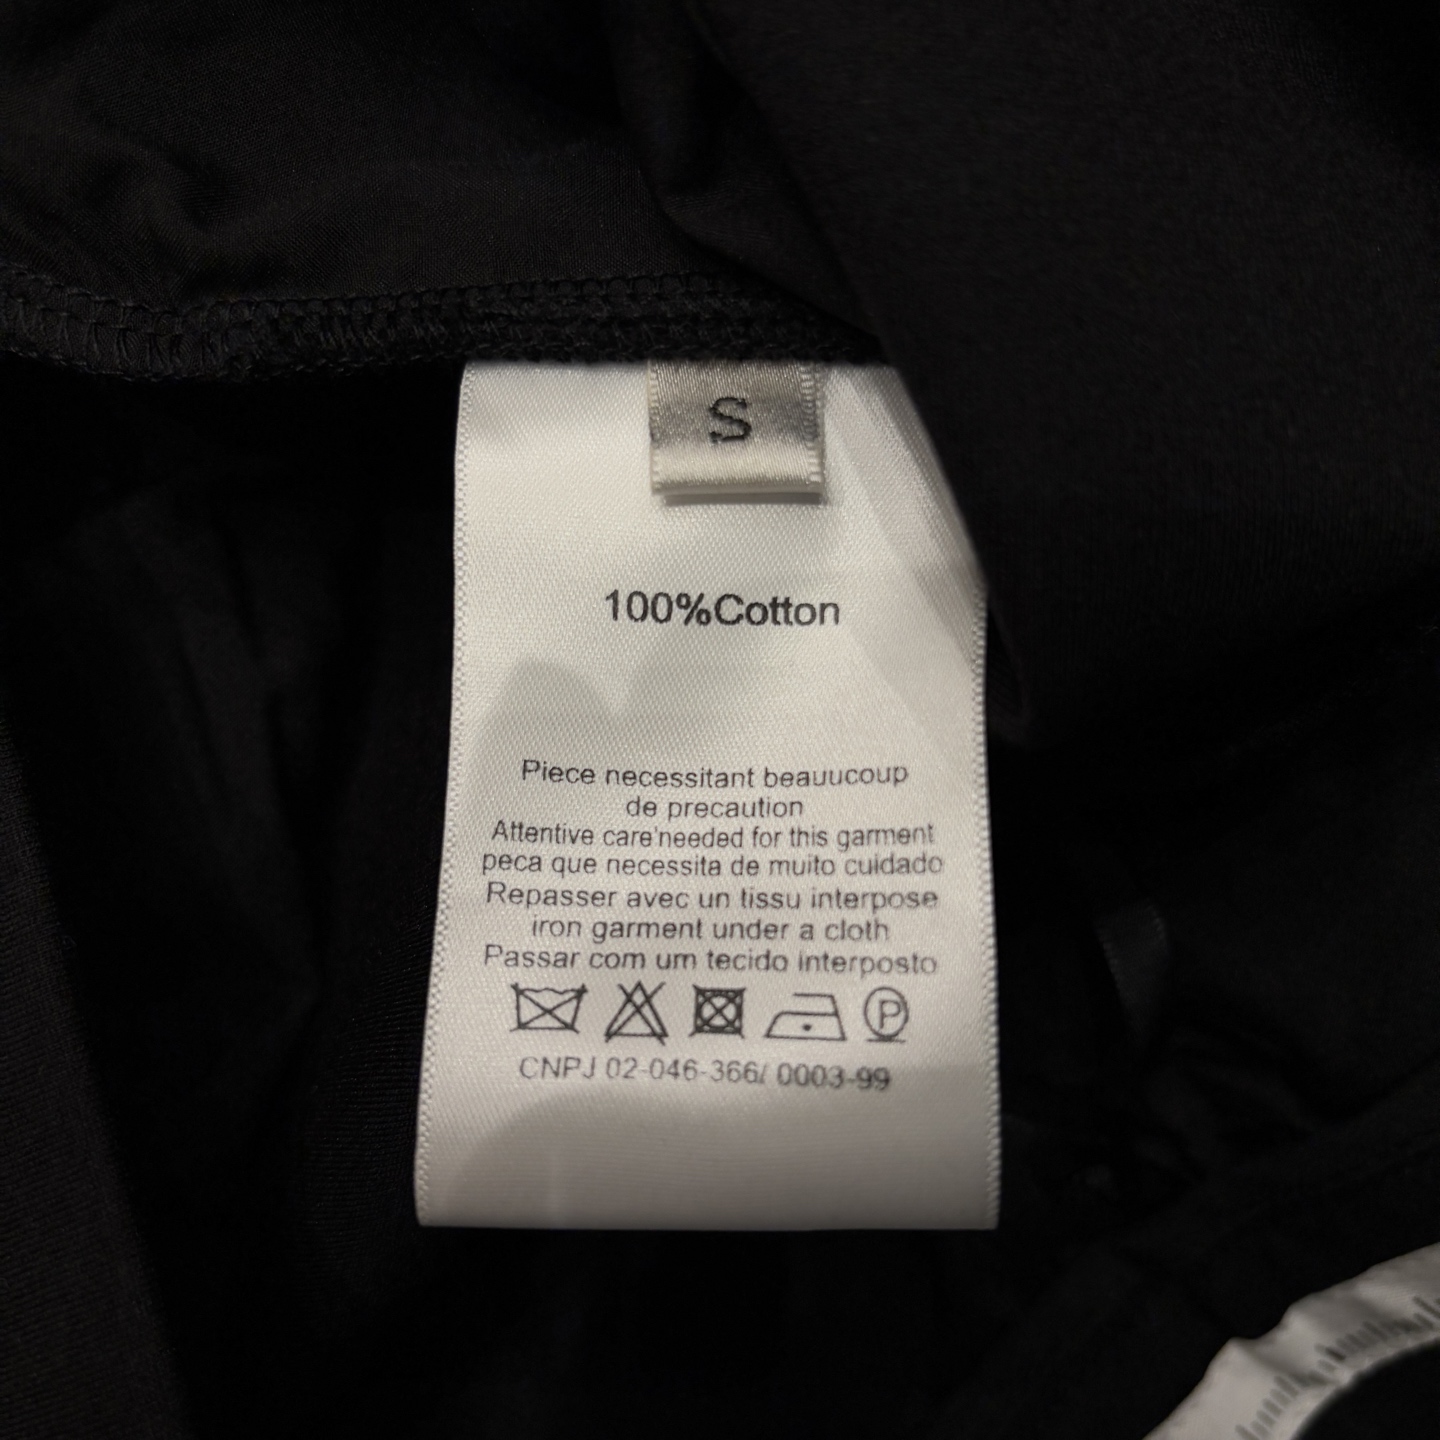 S
100%Cotton
Piece necessitant beauucoup
de precaution
Attentive care'needed for this garment
peca que necessita de muito cuidado
Repasser avec un tissu interpose
iron garment under a cloth
Passar com um tecido interposto
P
CNPJ 02-046-366/ 0003-99